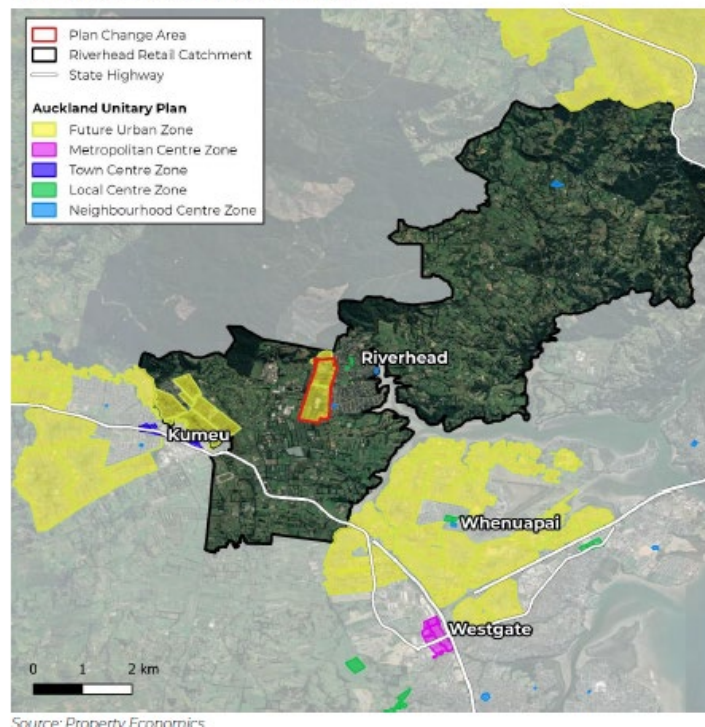 Plan Change Area
Riverhead Retail Catchment
State Highway
Auckland Unitary Plan
Future Urban Zone
Metropolitan Centre Zone
Town Centre Zone
Local Centre Zone
Neighbourhood Centre Zone
Riverhead
Kumeu
Whenuapai
Westgate
0 1 2 km
Source: Property Economics